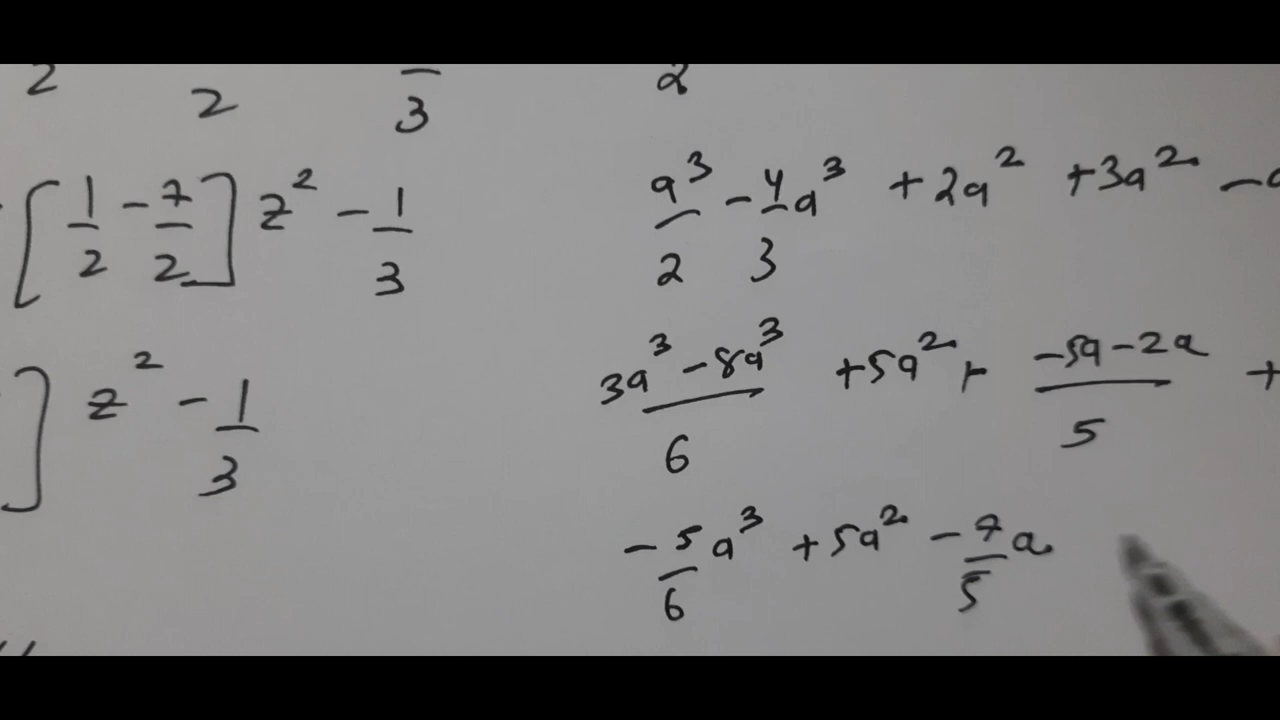 2 2 3
[1/2 - 7/2] z² - 1/3
] z² - 1/3
2
a³/2 - 4/3 a³ + 2a² + 3a² -
(3a³ - 8a³)/6 + 5a² + (-5a - 2a)/5 +
- 5/6 a³ + 5a² - 7/5 a